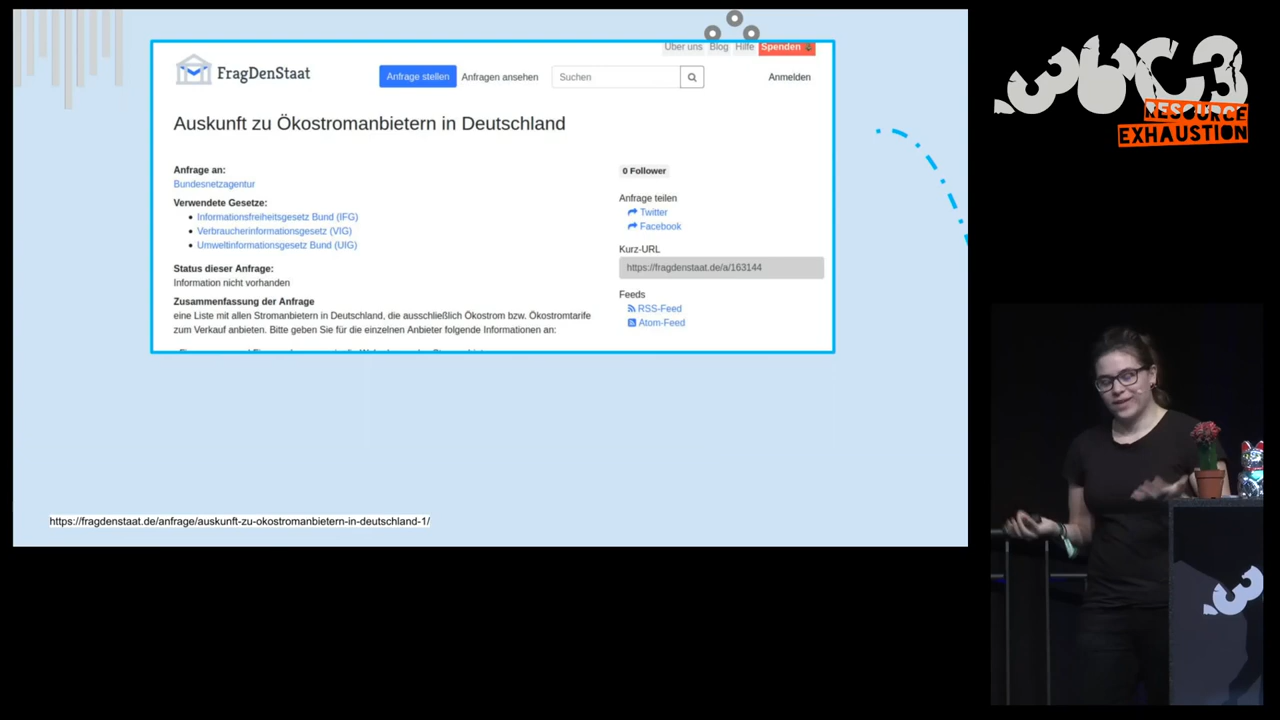 Über uns Blog Hilfe Spenden
FragDenStaat
Anfrage stellen Anfragen ansehen Suchen Anmelden
Auskunft zu Ökostromanbietern in Deutschland
Anfrage an:
Bundesnetzagentur
Verwendete Gesetze:
Informationsfreiheitsgesetz Bund (IFG)
Verbraucherinformationsgesetz (VIG)
Umweltinformationsgesetz Bund (UIG)
Status dieser Anfrage:
Information nicht vorhanden
Zusammenfassung der Anfrage
eine Liste mit allen Stromanbietern in Deutschland, die ausschließlich Ökostrom bzw. Ökostromtarife
zum Verkauf anbieten. Bitte geben Sie für die einzelnen Anbieter folgende Informationen an:
0 Follower
Anfrage teilen
Twitter
Facebook
Kurz-URL
https://fragdenstaat.de/a/163144
Feeds
RSS-Feed
Atom-Feed
https://fragdenstaat.de/anfrage/auskunft-zu-okostromanbietern-in-deutschland-1/
36C3
RESOURCE
EXHAUSTION